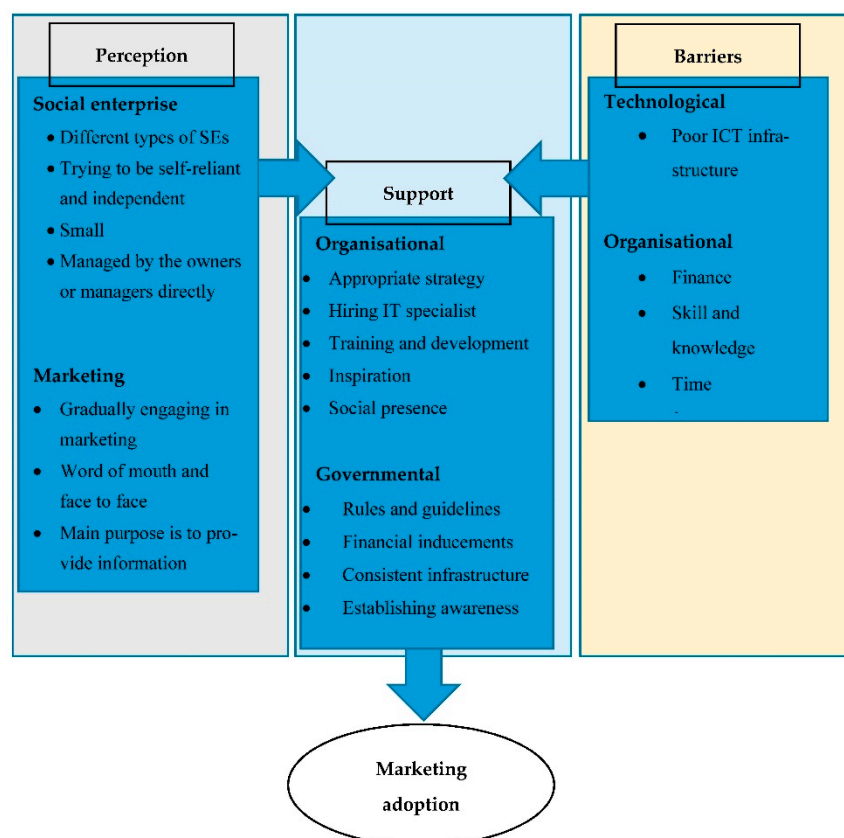 Perception
Social enterprise
• Different types of SEs
• Trying to be self-reliant
and independent
• Small
• Managed by the owners
or managers directly
Marketing
• Gradually engaging in
marketing
• Word of mouth and
face to face
• Main purpose is to pro-
vide information
Support
Organisational
• Appropriate strategy
• Hiring IT specialist
• Training and development
• Inspiration
• Social presence
Governmental
• Rules and guidelines
• Financial inducements
• Consistent infrastructure
• Establishing awareness
Barriers
Technological
• Poor ICT infra-
structure
Organisational
• Finance
• Skill and
knowledge
• Time
Marketing
adoption